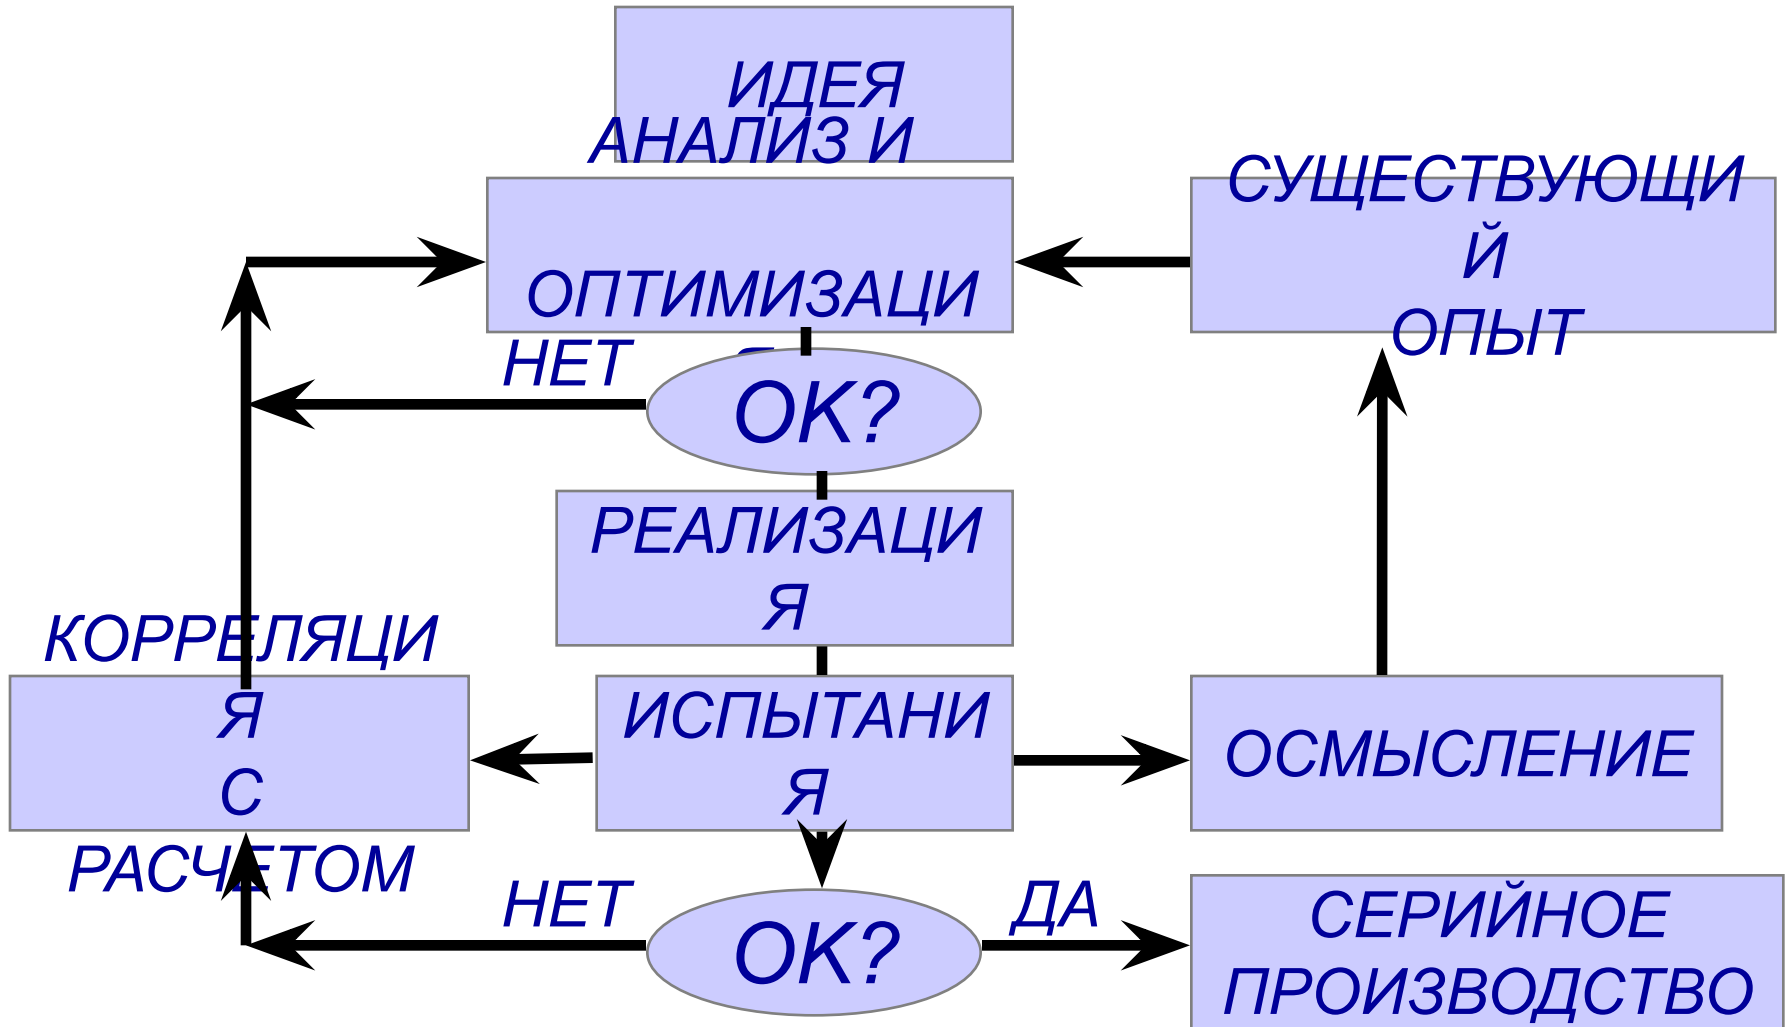 ИДЕЯ
АНАЛИЗ И
ОПТИМИЗАЦИ
Я
СУЩЕСТВУЮЩИ
Й
ОПЫТ
НЕТ
ОК?
РЕАЛИЗАЦИ
Я
КОРРЕЛЯЦИ
Я
С
РАСЧЕТОМ
ИСПЫТАНИ
Я
ОСМЫСЛЕНИЕ
НЕТ
ОК?
ДА
СЕРИЙНОЕ
ПРОИЗВОДСТВО